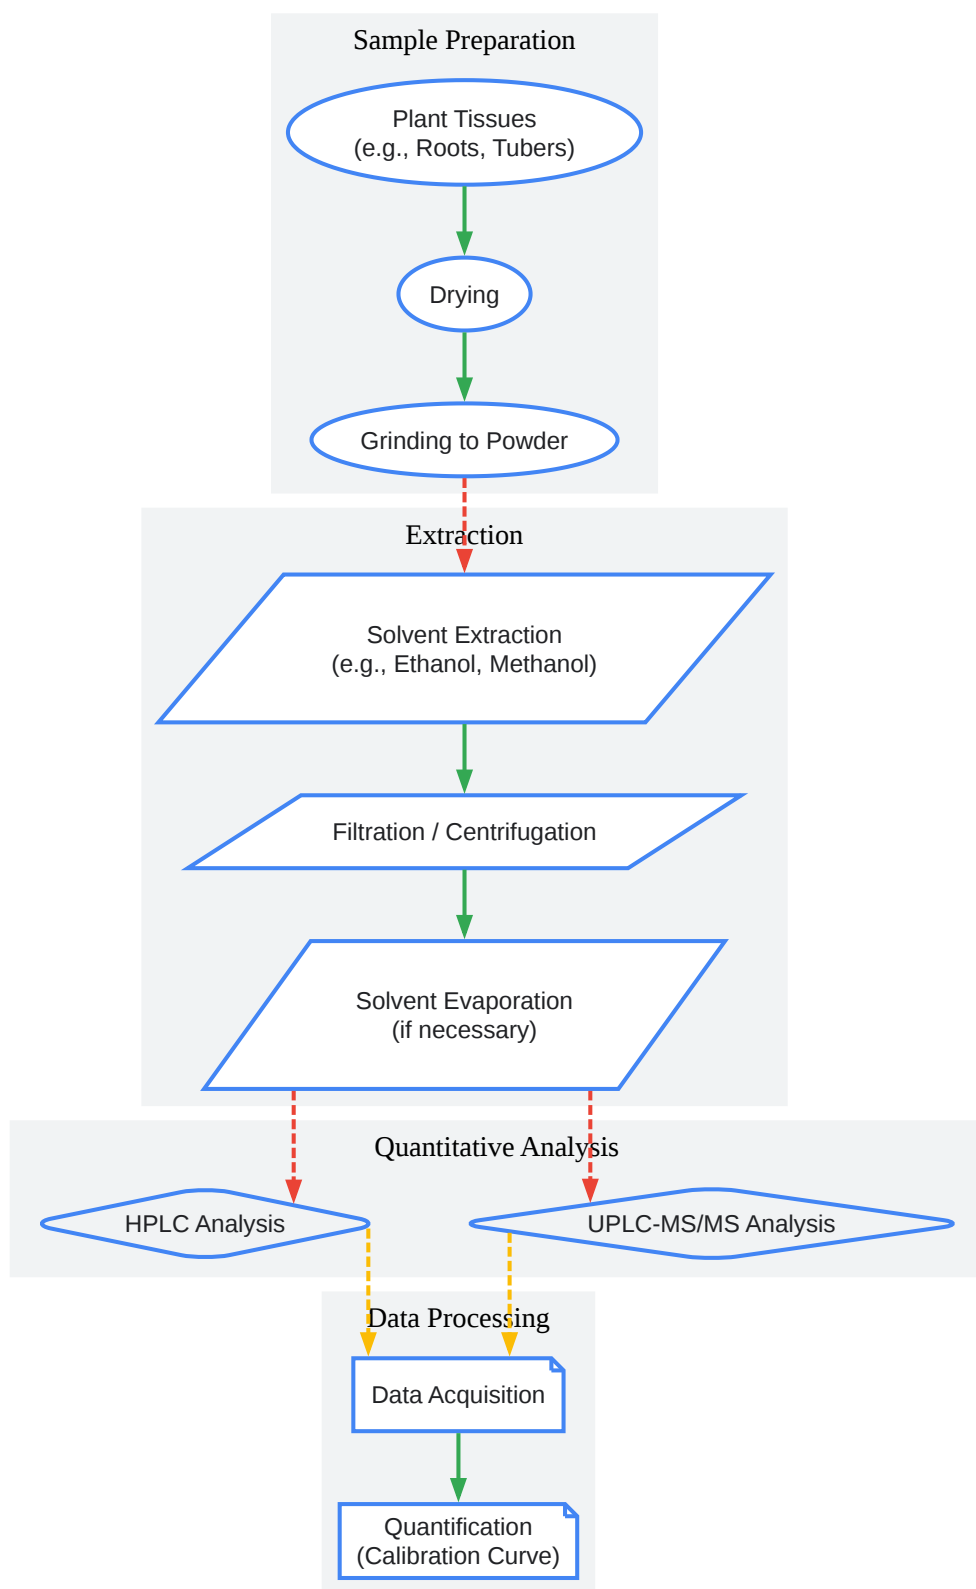 Sample Preparation
Plant Tissues
(e.g., Roots, Tubers)
Drying
Grinding to Powder
Extraction
Solvent Extraction
(e.g., Ethanol, Methanol)
Filtration / Centrifugation
Solvent Evaporation
(if necessary)
Quantitative Analysis
HPLC Analysis
UPLC-MS/MS Analysis
Data Processing
Data Acquisition
Quantification
(Calibration Curve)